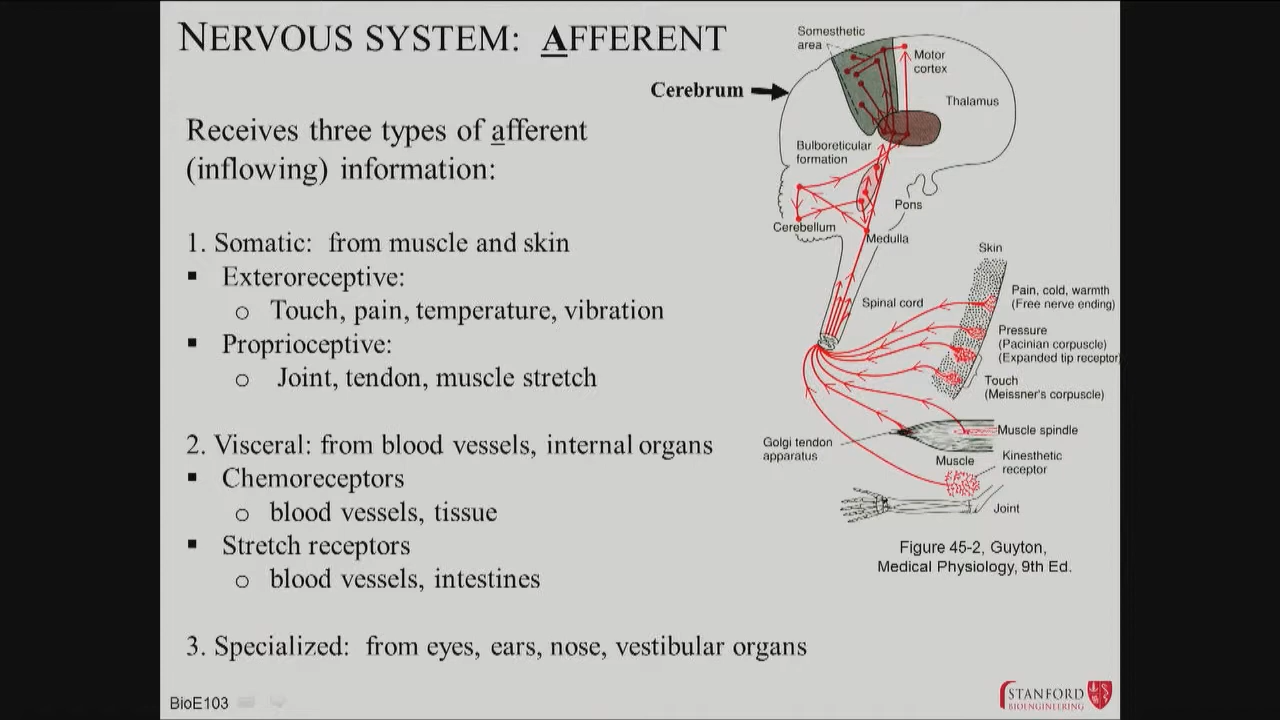 NERVOUS SYSTEM: AFFERENT
Receives three types of afferent
(inflowing) information:
1. Somatic: from muscle and skin
▪ Exteroreceptive:
o Touch, pain, temperature, vibration
▪ Proprioceptive:
o Joint, tendon, muscle stretch
2. Visceral: from blood vessels, internal organs
▪ Chemoreceptors
o blood vessels, tissue
▪ Stretch receptors
o blood vessels, intestines
3. Specialized: from eyes, ears, nose, vestibular organs
Cerebrum
Somesthetic
area
Motor
cortex
Thalamus
Bulboreticular
formation
Pons
Cerebellum
Medulla
Skin
Spinal cord
Pain, cold, warmth
(Free nerve ending)
Pressure
(Pacinian corpuscle)
(Expanded tip receptor
Touch
(Meissner's corpuscle)
Muscle spindle
Golgi tendon
apparatus
Muscle
Kinesthetic
receptor
Joint
Figure 45-2, Guyton,
Medical Physiology, 9th Ed.
BioE103
STANFORD
BIOENGINEERING